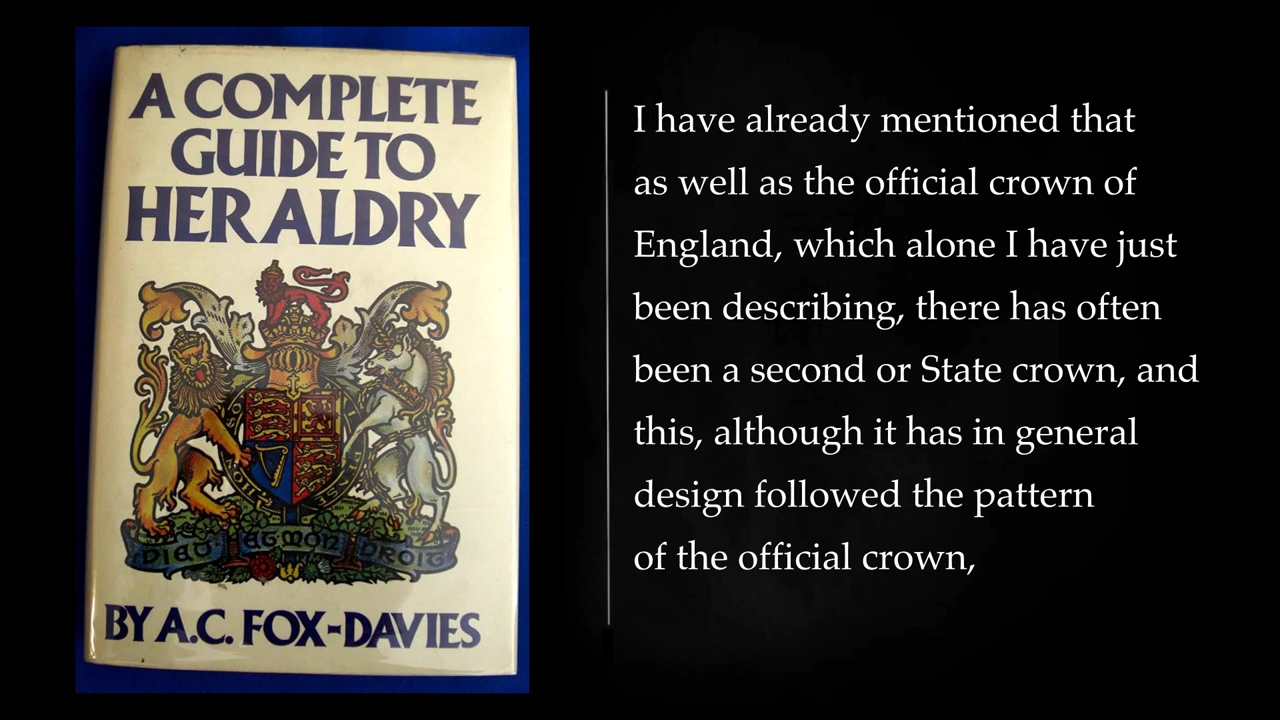 A COMPLETE
GUIDE TO
HERALDRY
DIEU ET MON DROIT
BY A.C. FOX-DAVIES
I have already mentioned that
as well as the official crown of
England, which alone I have just
been describing, there has often
been a second or State crown, and
this, although it has in general
design followed the pattern
of the official crown,